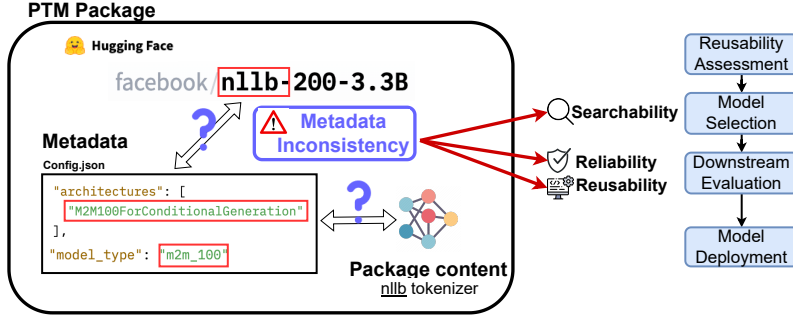 PTM Package
Hugging Face
facebook/nllb-200-3.3B
?
Metadata
Inconsistency
Metadata
Config.json
"architectures": [
"M2M100ForConditionalGeneration"
],
"model_type": "m2m_100"
?
Package content
nllb tokenizer
Searchability
Reliability
Reusability
Reusability
Assessment
Model
Selection
Downstream
Evaluation
Model
Deployment